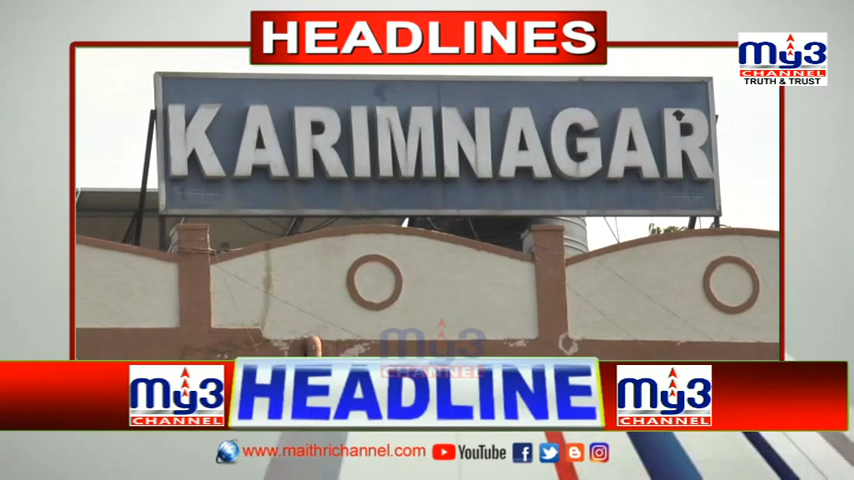 HEADLINES
My3
CHANNEL
TRUTH & TRUST
KARIMNAGAR
My3
CHANNEL
My3
CHANNEL
HEADLINE
My3
CHANNEL
www.maithrichannel.com YouTube